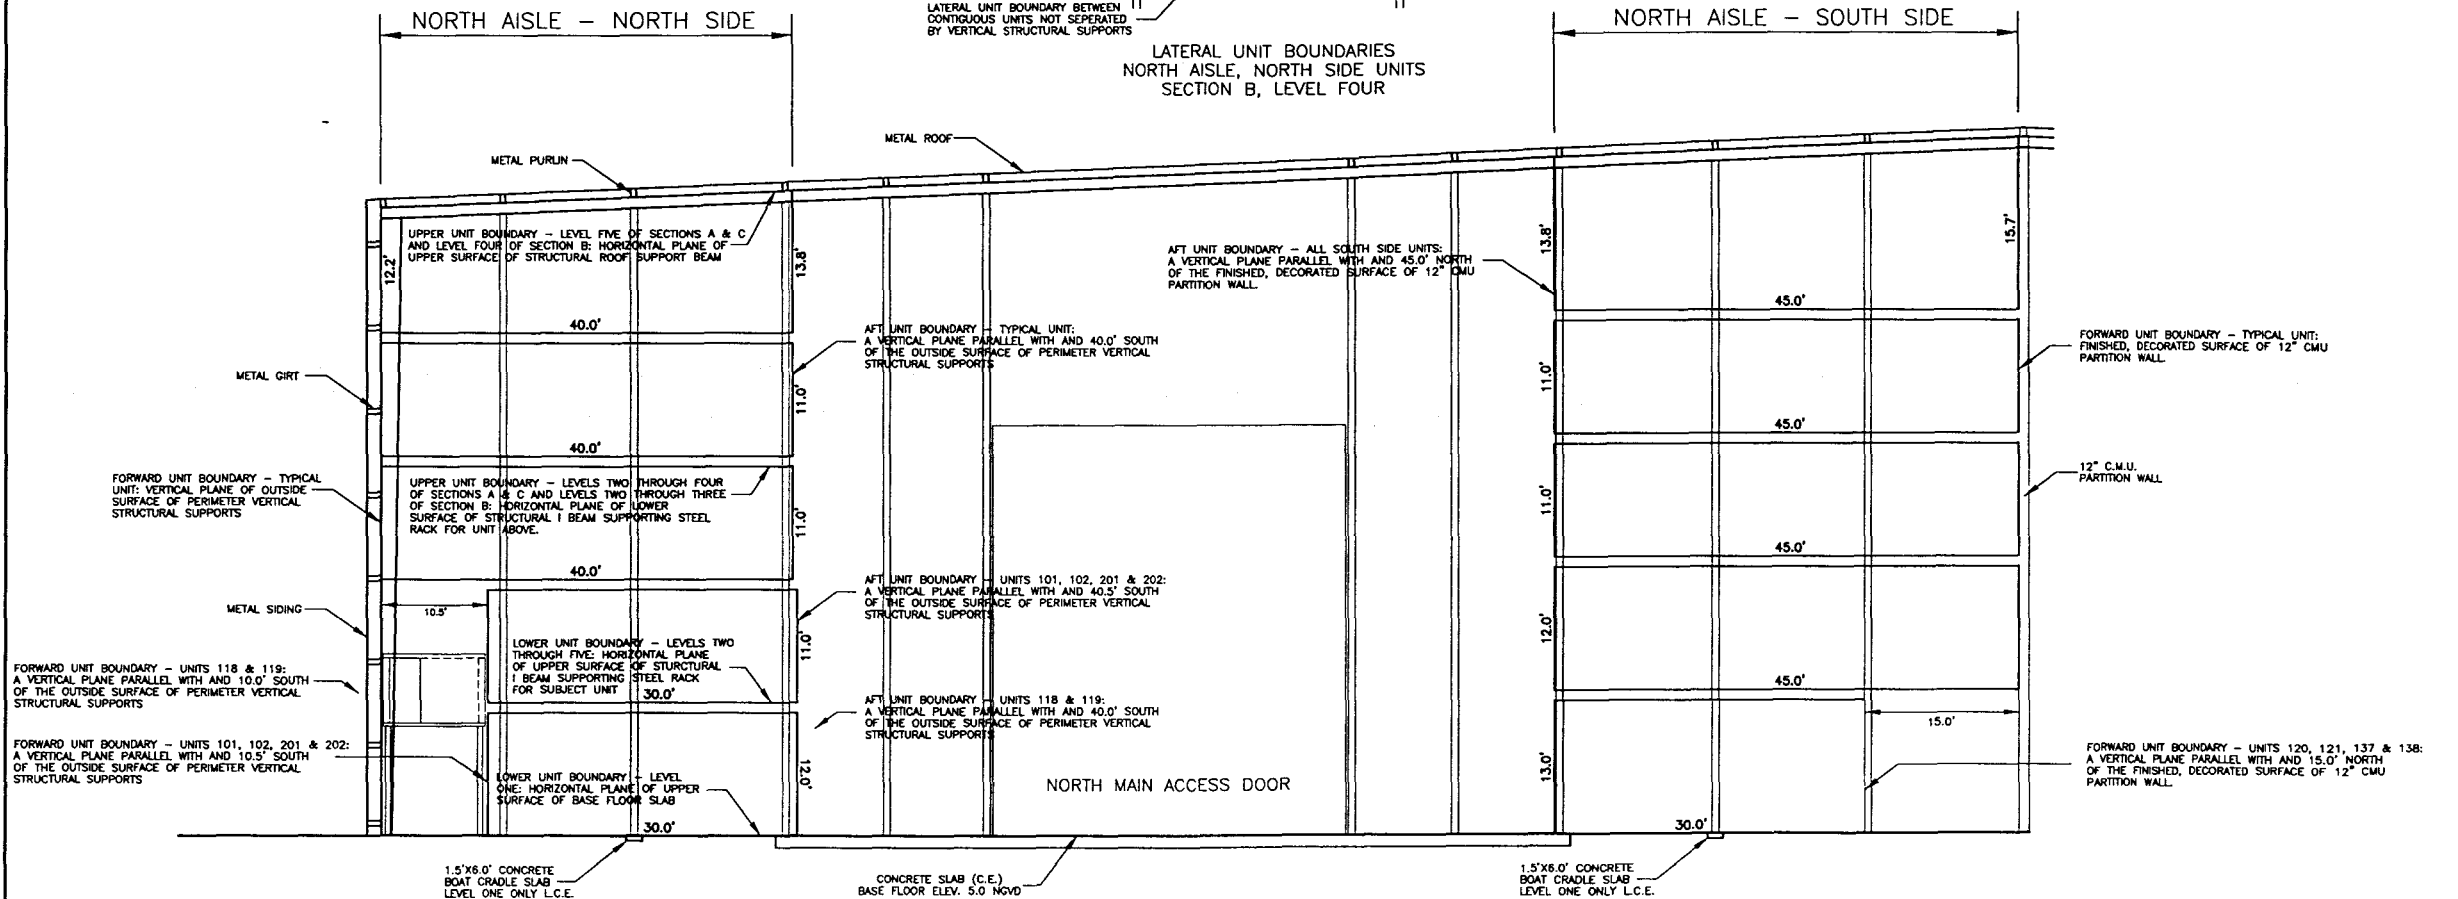 LATERAL UNIT BOUNDARY BETWEEN
CONTIGUOUS UNITS NOT SEPERATED
BY VERTICAL STRUCTURAL SUPPORTS
NORTH AISLE – NORTH SIDE
NORTH AISLE – SOUTH SIDE
LATERAL UNIT BOUNDARIES
NORTH AISLE, NORTH SIDE UNITS
SECTION B, LEVEL FOUR
METAL ROOF
METAL PURLIN
UPPER UNIT BOUNDARY – LEVEL FIVE OF SECTIONS A & C
AND LEVEL FOUR OF SECTION B: HORIZONTAL PLANE OF
UPPER SURFACE OF STRUCTURAL ROOF SUPPORT BEAM
12.2'
13.8'
40.0'
AFT UNIT BOUNDARY – ALL SOUTH SIDE UNITS:
A VERTICAL PLANE PARALLEL WITH AND 45.0' NORTH
OF THE FINISHED, DECORATED SURFACE OF 12" CMU
PARTITION WALL.
13.8'
15.7'
45.0'
AFT UNIT BOUNDARY – TYPICAL UNIT:
A VERTICAL PLANE PARALLEL WITH AND 40.0' SOUTH
OF THE OUTSIDE SURFACE OF PERIMETER VERTICAL
STRUCTURAL SUPPORTS
FORWARD UNIT BOUNDARY – TYPICAL UNIT:
FINISHED, DECORATED SURFACE OF 12" CMU
PARTITION WALL.
METAL GIRT
11.0'
40.0'
11.0'
45.0'
FORWARD UNIT BOUNDARY – TYPICAL
UNIT: VERTICAL PLANE OF OUTSIDE
SURFACE OF PERIMETER VERTICAL
STRUCTURAL SUPPORTS
UPPER UNIT BOUNDARY – LEVELS TWO THROUGH FOUR
OF SECTIONS A & C AND LEVELS TWO THROUGH THREE
OF SECTION B: HORIZONTAL PLANE OF LOWER
SURFACE OF STRUCTURAL I BEAM SUPPORTING STEEL
RACK FOR UNIT ABOVE.
11.0'
40.0'
11.0'
45.0'
12" C.M.U.
PARTITION WALL
METAL SIDING
10.5'
AFT UNIT BOUNDARY – UNITS 101, 102, 201 & 202:
A VERTICAL PLANE PARALLEL WITH AND 40.5' SOUTH
OF THE OUTSIDE SURFACE OF PERIMETER VERTICAL
STRUCTURAL SUPPORTS
11.0'
12.0'
45.0'
LOWER UNIT BOUNDARY – LEVELS TWO
THROUGH FIVE: HORIZONTAL PLANE
OF UPPER SURFACE OF STURCTURAL
I BEAM SUPPORTING STEEL RACK
FOR SUBJECT UNIT
30.0'
FORWARD UNIT BOUNDARY – UNITS 118 & 119:
A VERTICAL PLANE PARALLEL WITH AND 10.0' SOUTH
OF THE OUTSIDE SURFACE OF PERIMETER VERTICAL
STRUCTURAL SUPPORTS
AFT UNIT BOUNDARY – UNITS 118 & 119:
A VERTICAL PLANE PARALLEL WITH AND 40.0' SOUTH
OF THE OUTSIDE SURFACE OF PERIMETER VERTICAL
STRUCTURAL SUPPORTS
15.0'
FORWARD UNIT BOUNDARY – UNITS 101, 102, 201 & 202:
A VERTICAL PLANE PARALLEL WITH AND 10.5' SOUTH
OF THE OUTSIDE SURFACE OF PERIMETER VERTICAL
STRUCTURAL SUPPORTS
LOWER UNIT BOUNDARY – LEVEL
ONE: HORIZONTAL PLANE OF UPPER
SURFACE OF BASE FLOOR SLAB
12.0'
30.0'
NORTH MAIN ACCESS DOOR
13.0'
30.0'
FORWARD UNIT BOUNDARY – UNITS 120, 121, 137 & 138:
A VERTICAL PLANE PARALLEL WITH AND 15.0' NORTH
OF THE FINISHED, DECORATED SURFACE OF 12" CMU
PARTITION WALL.
1.5'X6.0' CONCRETE
BOAT CRADLE SLAB
LEVEL ONE ONLY L.C.E.
CONCRETE SLAB (C.E.)
BASE FLOOR ELEV. 5.0 NGVD
1.5'X6.0' CONCRETE
BOAT CRADLE SLAB
LEVEL ONE ONLY L.C.E.